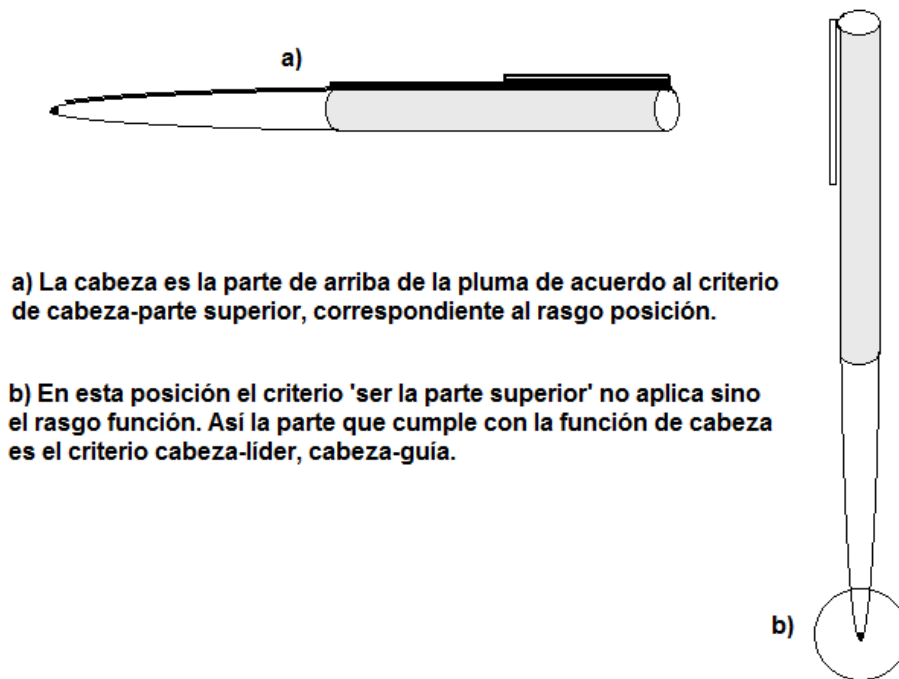 a)
a) La cabeza es la parte de arriba de la pluma de acuerdo al criterio
de cabeza-parte superior, correspondiente al rasgo posición.
b) En esta posición el criterio 'ser la parte superior' no aplica sino
el rasgo función. Así la parte que cumple con la función de cabeza
es el criterio cabeza-líder, cabeza-guía.
b)